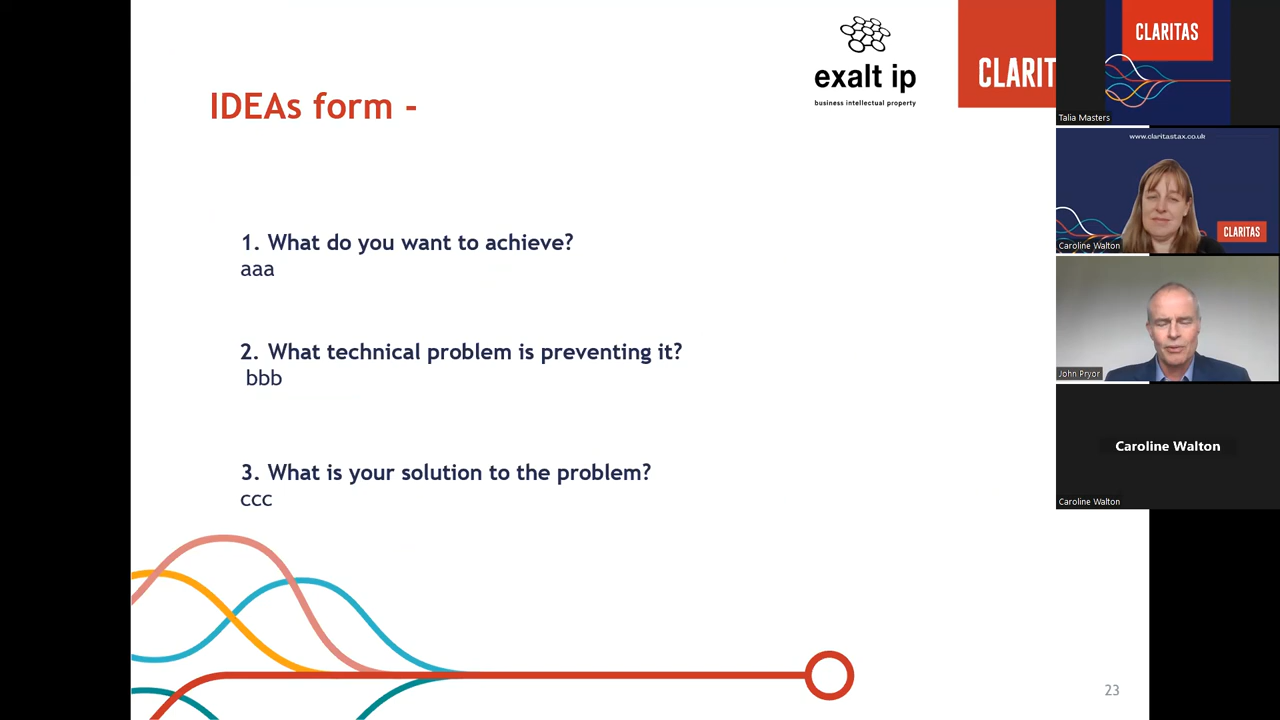 exalt ip
business intellectual property
CLARIT
IDEAs form -
1. What do you want to achieve?
aaa
2. What technical problem is preventing it?
bbb
3. What is your solution to the problem?
ccc
23
CLARITAS
Talia Masters
www.claritastax.co.uk
CLARITAS
Caroline Walton
John Pryor
Caroline Walton
Caroline Walton